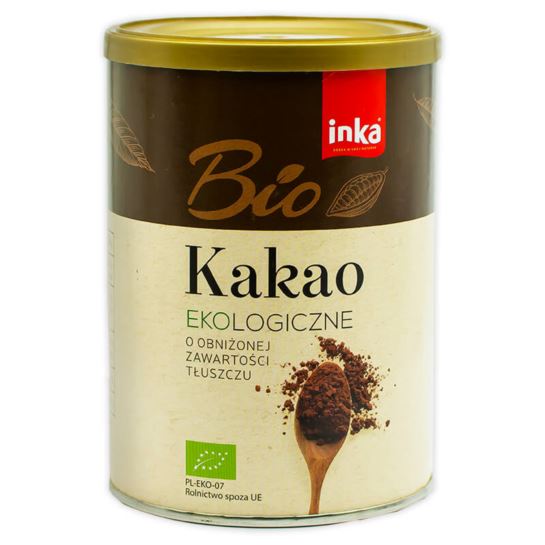 inka®
Bio
Kakao
EKOLOGICZNE
O OBNIŻONEJ
ZAWARTOŚCI
TŁUSZCZU
PL-EKO-07
Rolnictwo spoza UE